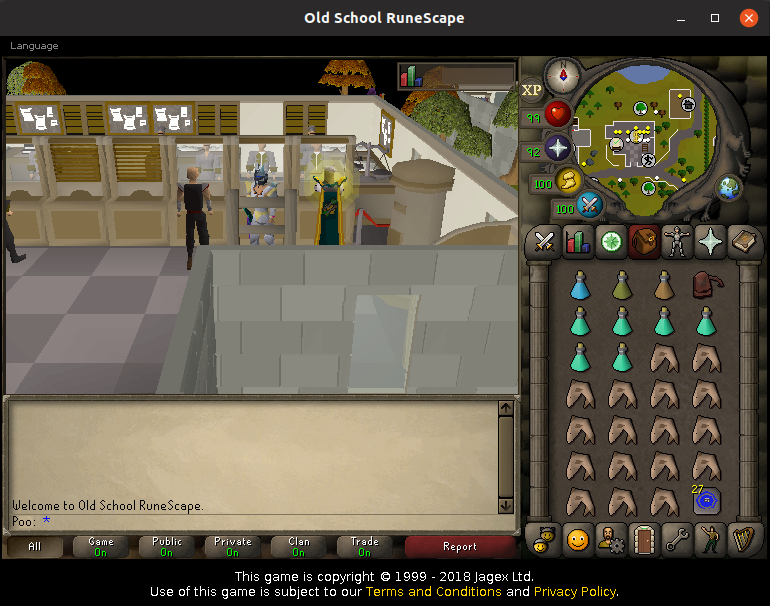 Old School RuneScape
Language
XP
N
99
92
100
100
27
Welcome to Old School RuneScape.
Poo: *
All
Game
On
Public
On
Private
On
Clan
On
Trade
On
Report
This game is copyright © 1999 - 2018 Jagex Ltd.
Use of this game is subject to our Terms and Conditions and Privacy Policy.